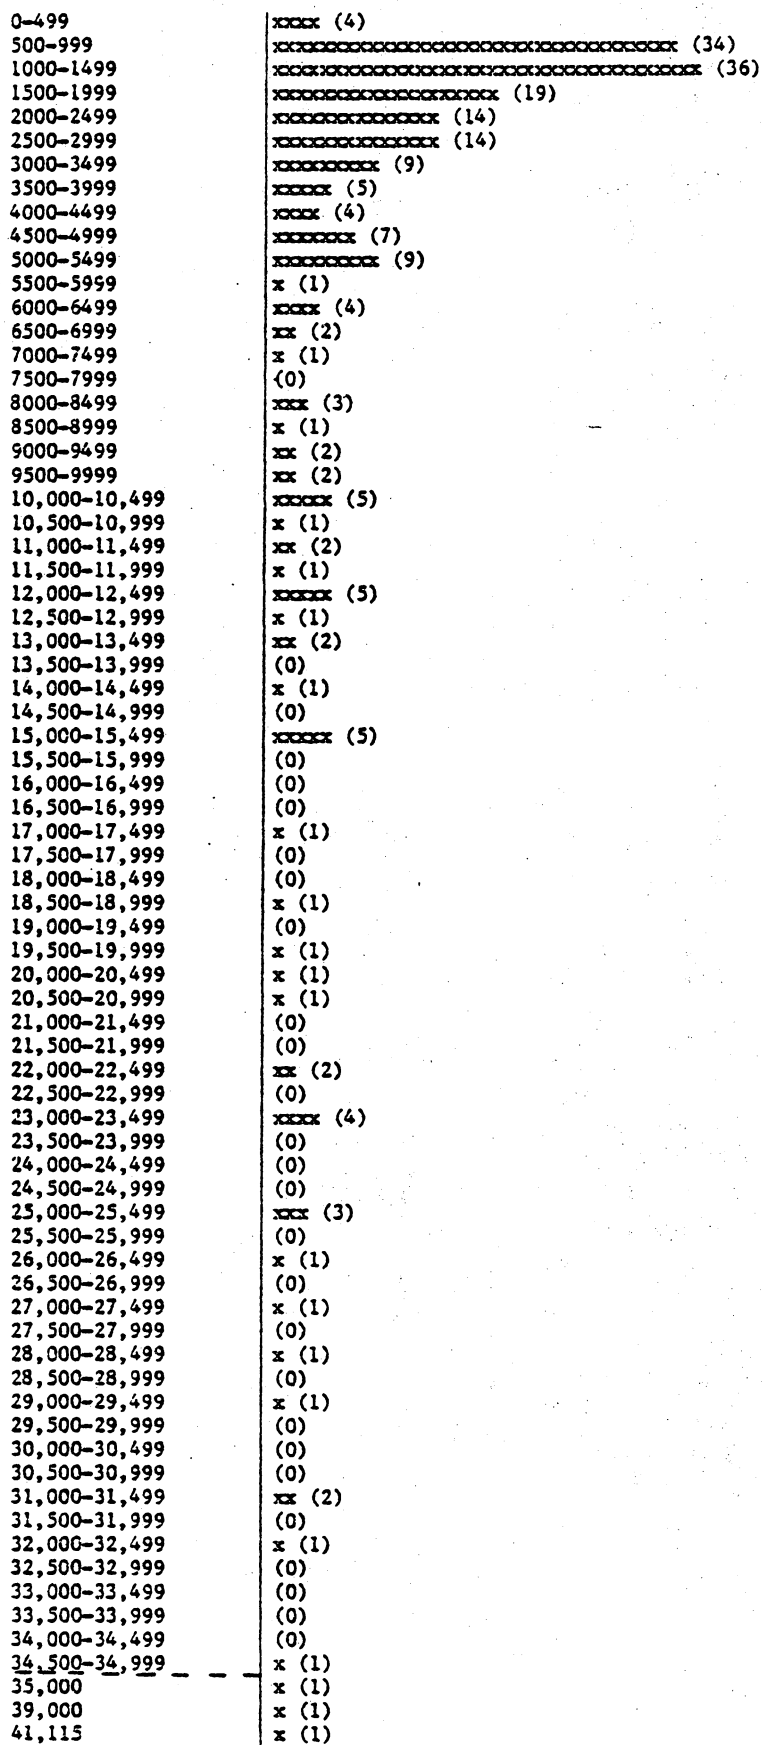 0-499 xxxx (4)
500-999 xxxxxxxxxxxxxxxxxxxxxxxxxxxxxxxxxx (34)
1000-1499 xxxxxxxxxxxxxxxxxxxxxxxxxxxxxxxxxxxx (36)
1500-1999 xxxxxxxxxxxxxxxxxxx (19)
2000-2499 xxxxxxxxxxxxxx (14)
2500-2999 xxxxxxxxxxxxxx (14)
3000-3499 xxxxxxxxx (9)
3500-3999 xxxxx (5)
4000-4499 xxxx (4)
4500-4999 xxxxxxx (7)
5000-5499 xxxxxxxxx (9)
5500-5999 x (1)
6000-6499 xxxx (4)
6500-6999 xx (2)
7000-7499 x (1)
7500-7999 (0)
8000-8499 xxx (3)
8500-8999 x (1)
9000-9499 xx (2)
9500-9999 xx (2)
10,000-10,499 xxxxx (5)
10,500-10,999 x (1)
11,000-11,499 xx (2)
11,500-11,999 x (1)
12,000-12,499 xxxxx (5)
12,500-12,999 x (1)
13,000-13,499 xx (2)
13,500-13,999 (0)
14,000-14,499 x (1)
14,500-14,999 (0)
15,000-15,499 xxxxx (5)
15,500-15,999 (0)
16,000-16,499 (0)
16,500-16,999 (0)
17,000-17,499 x (1)
17,500-17,999 (0)
18,000-18,499 (0)
18,500-18,999 x (1)
19,000-19,499 (0)
19,500-19,999 x (1)
20,000-20,499 x (1)
20,500-20,999 x (1)
21,000-21,499 (0)
21,500-21,999 (0)
22,000-22,499 xx (2)
22,500-22,999 (0)
23,000-23,499 xxxx (4)
23,500-23,999 (0)
24,000-24,499 (0)
24,500-24,999 (0)
25,000-25,499 xxx (3)
25,500-25,999 (0)
26,000-26,499 x (1)
26,500-26,999 (0)
27,000-27,499 x (1)
27,500-27,999 (0)
28,000-28,499 x (1)
28,500-28,999 (0)
29,000-29,499 x (1)
29,500-29,999 (0)
30,000-30,499 (0)
30,500-30,999 (0)
31,000-31,499 xx (2)
31,500-31,999 (0)
32,000-32,499 x (1)
32,500-32,999 (0)
33,000-33,499 (0)
33,500-33,999 (0)
34,000-34,499 (0)
34,500-34,999 x (1)
35,000 x (1)
39,000 x (1)
41,115 x (1)